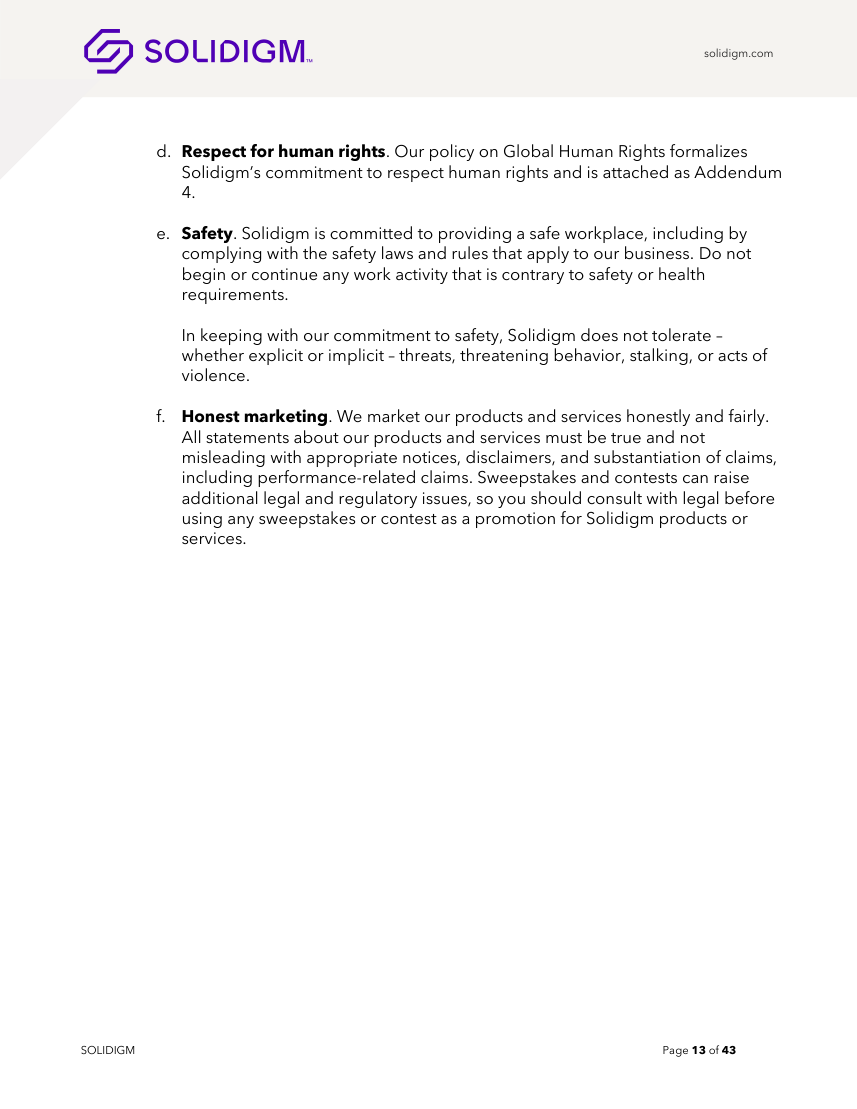 SOLIDIGM™
solidigm.com
d. Respect for human rights. Our policy on Global Human Rights formalizes
Solidigm’s commitment to respect human rights and is attached as Addendum
4.
e. Safety. Solidigm is committed to providing a safe workplace, including by
complying with the safety laws and rules that apply to our business. Do not
begin or continue any work activity that is contrary to safety or health
requirements.
In keeping with our commitment to safety, Solidigm does not tolerate –
whether explicit or implicit – threats, threatening behavior, stalking, or acts of
violence.
f. Honest marketing. We market our products and services honestly and fairly.
All statements about our products and services must be true and not
misleading with appropriate notices, disclaimers, and substantiation of claims,
including performance-related claims. Sweepstakes and contests can raise
additional legal and regulatory issues, so you should consult with legal before
using any sweepstakes or contest as a promotion for Solidigm products or
services.
SOLIDIGM
Page 13 of 43